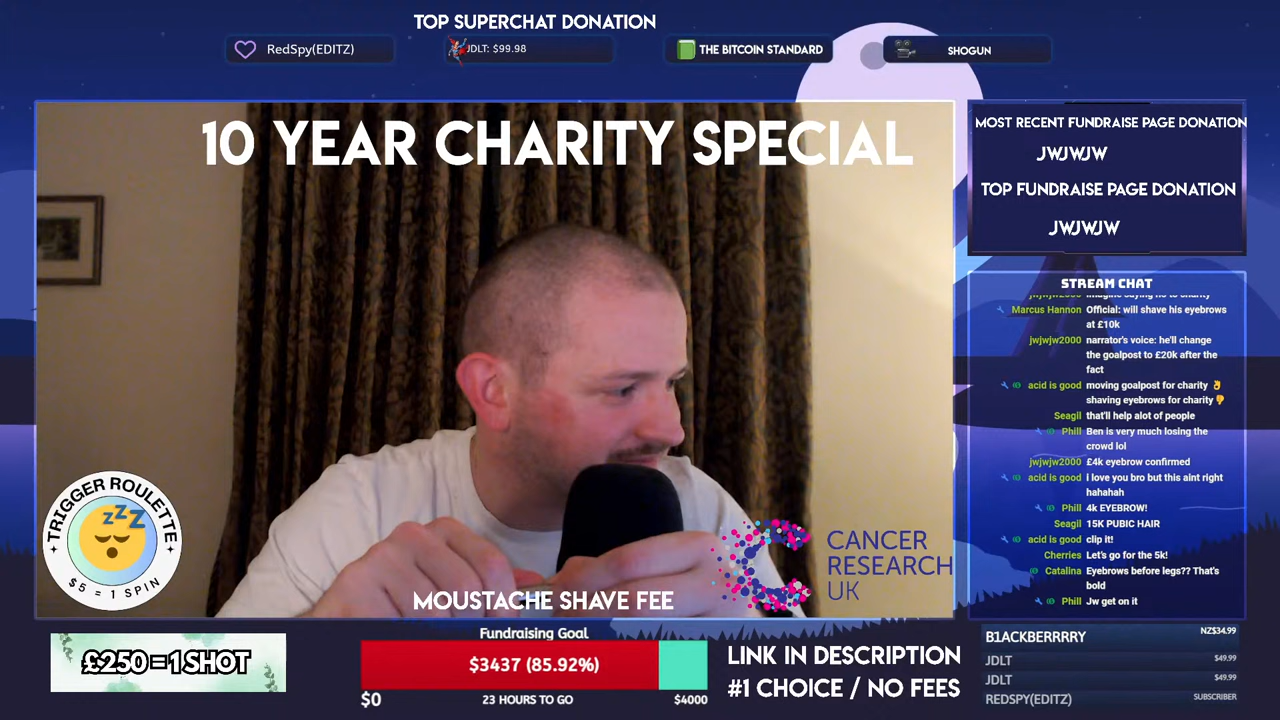 TOP SUPERCHAT DONATION
RedSpy(EDITZ)
JDLT: $99.98
THE BITCOIN STANDARD
SHOGUN
10 YEAR CHARITY SPECIAL
MOST RECENT FUNDRAISE PAGE DONATION
JWJWJW
TOP FUNDRAISE PAGE DONATION
JWJWJW
STREAM CHAT
Marcus Hannon Official: will shave his eyebrows
at £10k
jwjwjw2000 narrator's voice: he'll change
the goalpost to £20k after the
fact
acid is good moving goalpost for charity 👌
shaving eyebrows for charity 👎
Seagil that'll help alot of people
Phill Ben is very much losing the
crowd lol
jwjwjw2000 £4k eyebrow confirmed
acid is good I love you bro but this aint right
hahahah
Phill 4k EYEBROW!
Seagil 15K PUBIC HAIR
acid is good clip it!
Cherries Let's go for the 5k!
Catalina Eyebrows before legs?? That's
bold
Phill Jw get on it
TRIGGER ROULETTE
zzz
$5 = 1 SPIN
CANCER
RESEARCH
UK
MOUSTACHE SHAVE FEE
£250 = 1 SHOT
Fundraising Goal
$3437 (85.92%)
$0
23 HOURS TO GO
$4000
LINK IN DESCRIPTION
#1 CHOICE / NO FEES
B1ACKBERRRRY NZ$34.99
JDLT $49.99
JDLT $49.99
REDSPY(EDITZ) SUBSCRIBER